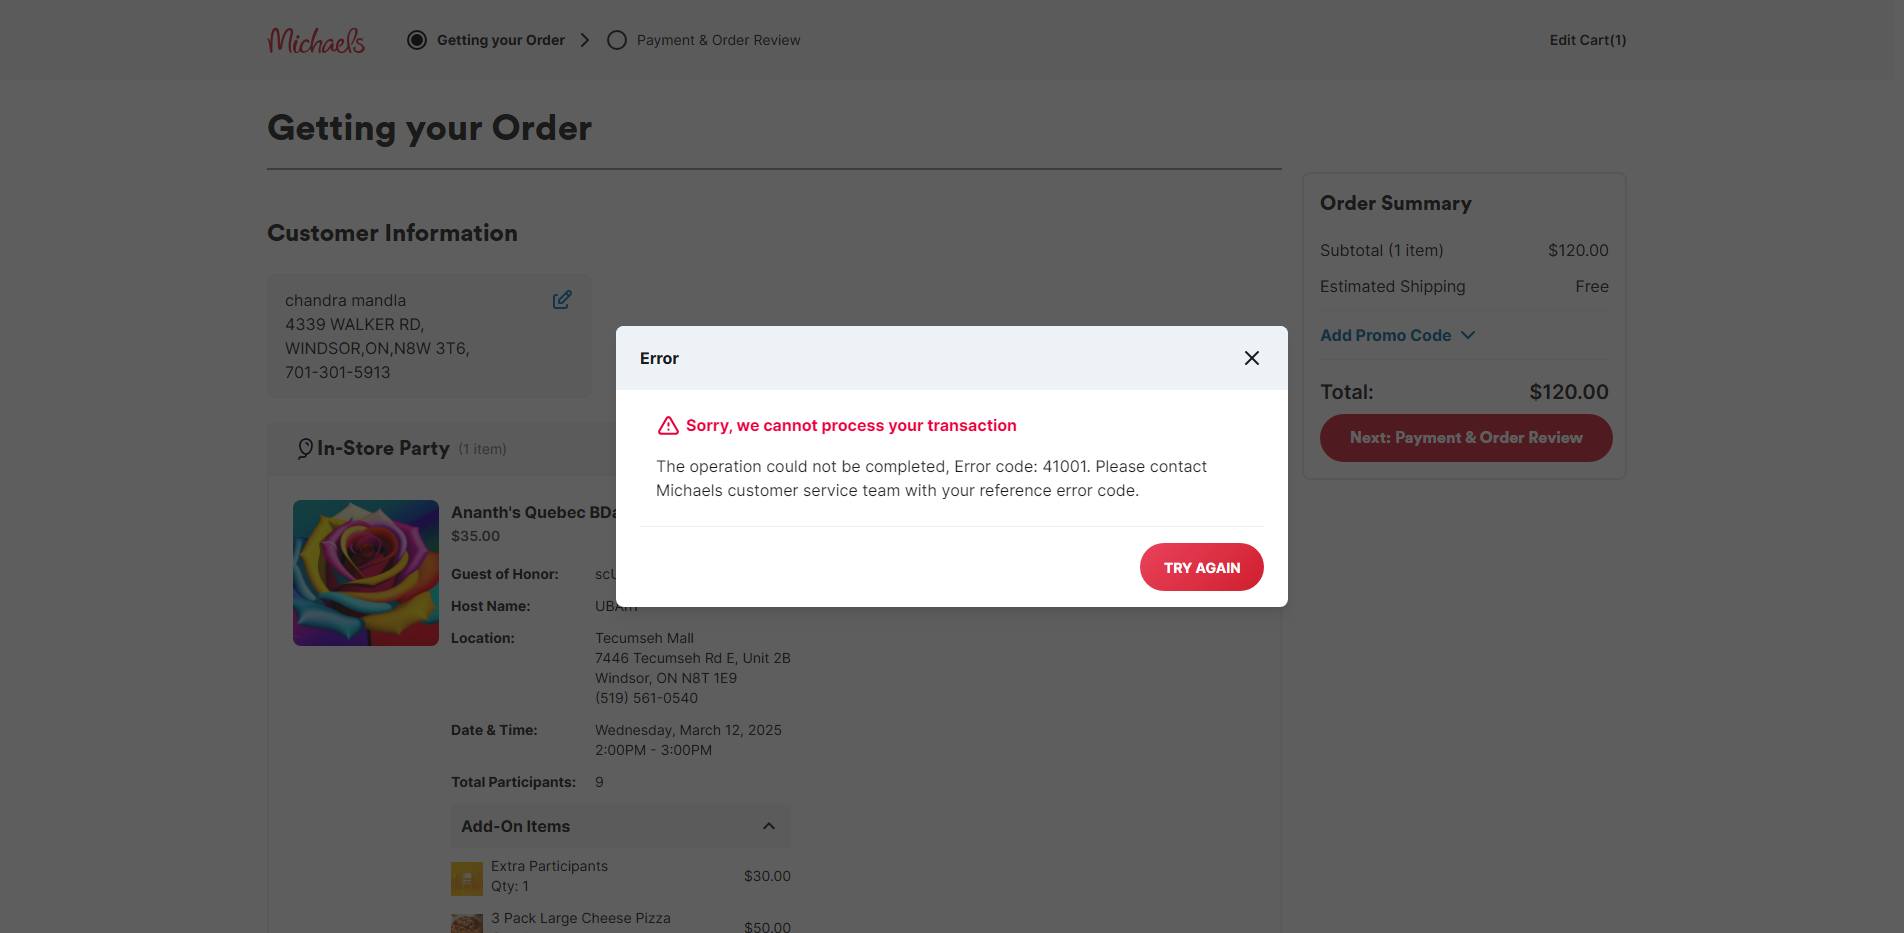 Michaels
Getting your Order
Payment & Order Review
Edit Cart(1)
Getting your Order
Customer Information
chandra mandla
4339 WALKER RD,
WINDSOR,ON,N8W 3T6,
701-301-5913
In-Store Party (1 item)
Ananth's Quebec
$35.00
Guest of Honor:
Host Name:
Location:
Tecumseh Mall
7446 Tecumseh Rd E, Unit 2B
Windsor, ON N8T 1E9
(519) 561-0540
Date & Time:
Wednesday, March 12, 2025
2:00PM - 3:00PM
Total Participants: 9
Add-On Items
Extra Participants
Qty: 1
$30.00
3 Pack Large Cheese Pizza
$50.00
Order Summary
Subtotal (1 item) $120.00
Estimated Shipping Free
Add Promo Code
Total: $120.00
Next: Payment & Order Review
Error
Sorry, we cannot process your transaction
The operation could not be completed, Error code: 41001. Please contact
Michaels customer service team with your reference error code.
TRY AGAIN